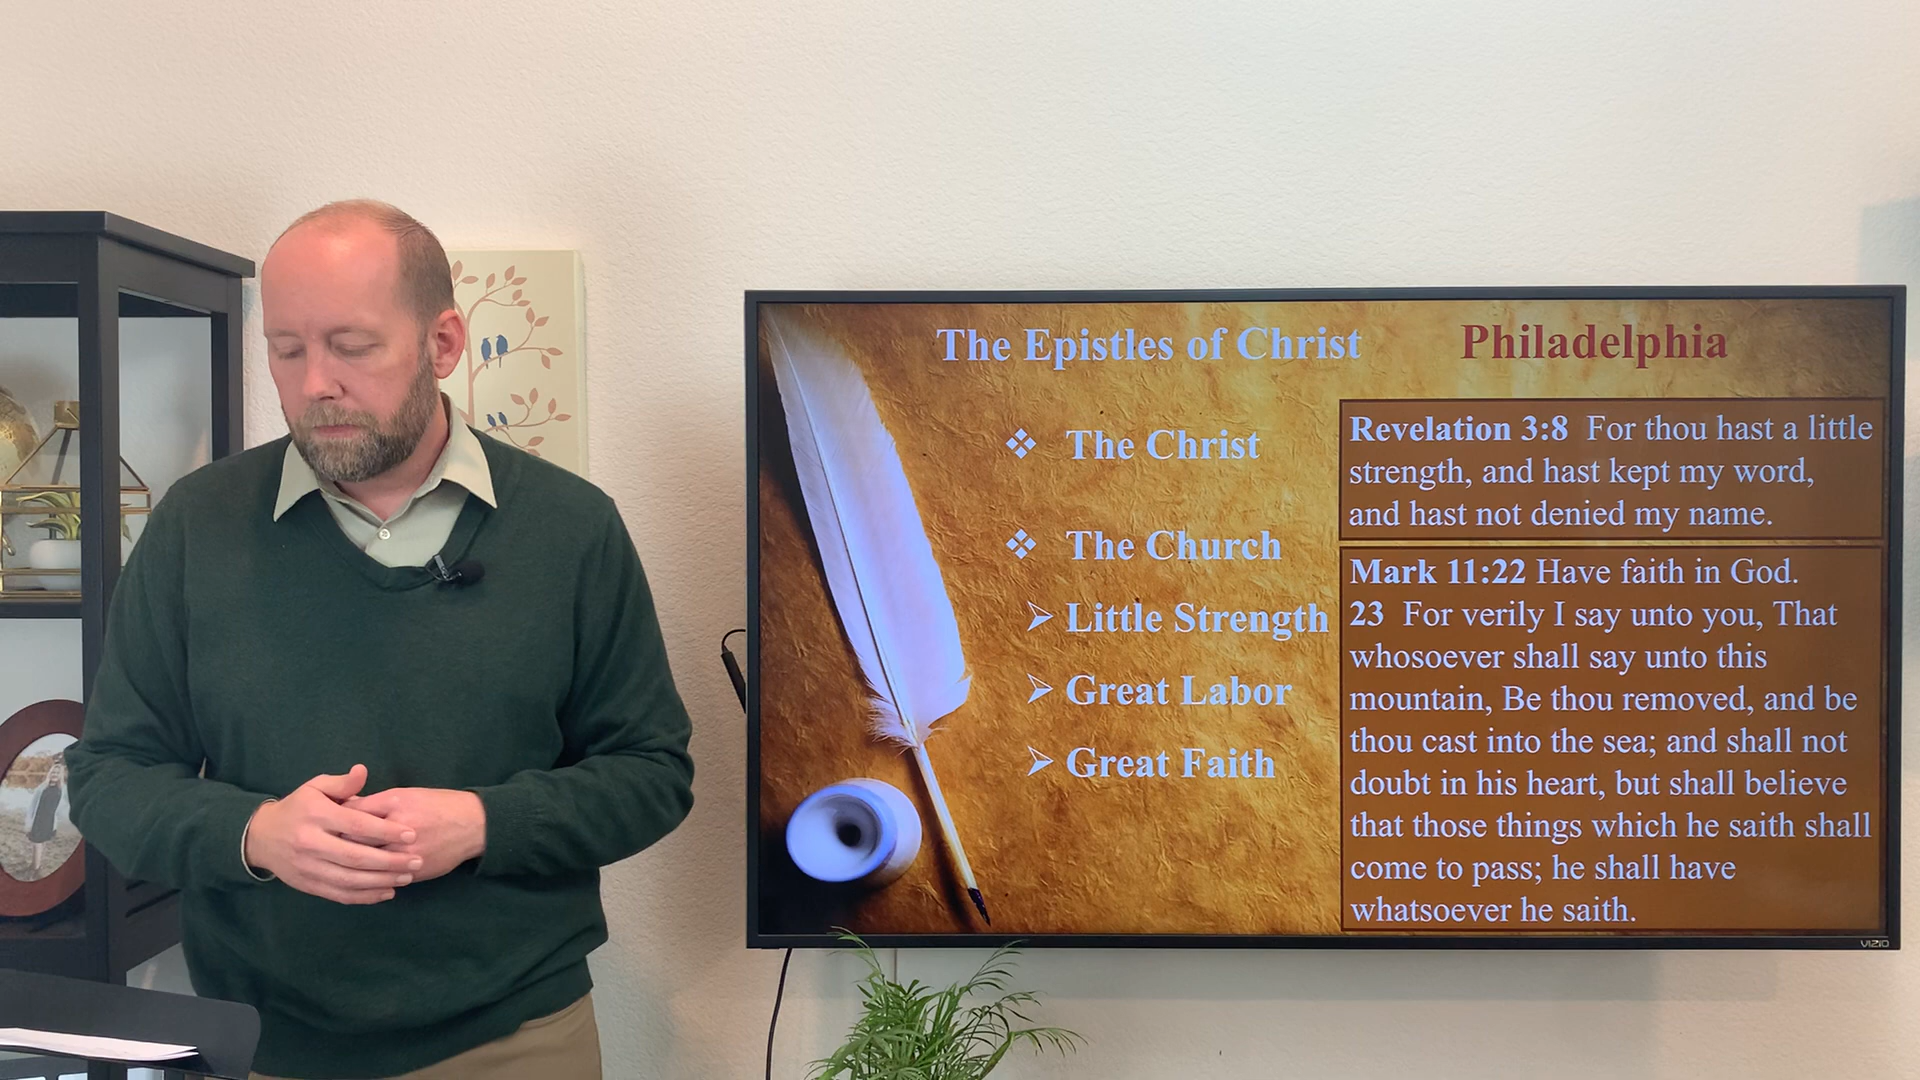 The Epistles of Christ
Philadelphia
❖ The Christ
❖ The Church
➢ Little Strength
➢ Great Labor
➢ Great Faith
Revelation 3:8 For thou hast a little
strength, and hast kept my word,
and hast not denied my name.
Mark 11:22 Have faith in God.
23 For verily I say unto you, That
whosoever shall say unto this
mountain, Be thou removed, and be
thou cast into the sea; and shall not
doubt in his heart, but shall believe
that those things which he saith shall
come to pass; he shall have
whatsoever he saith.
VIZIO